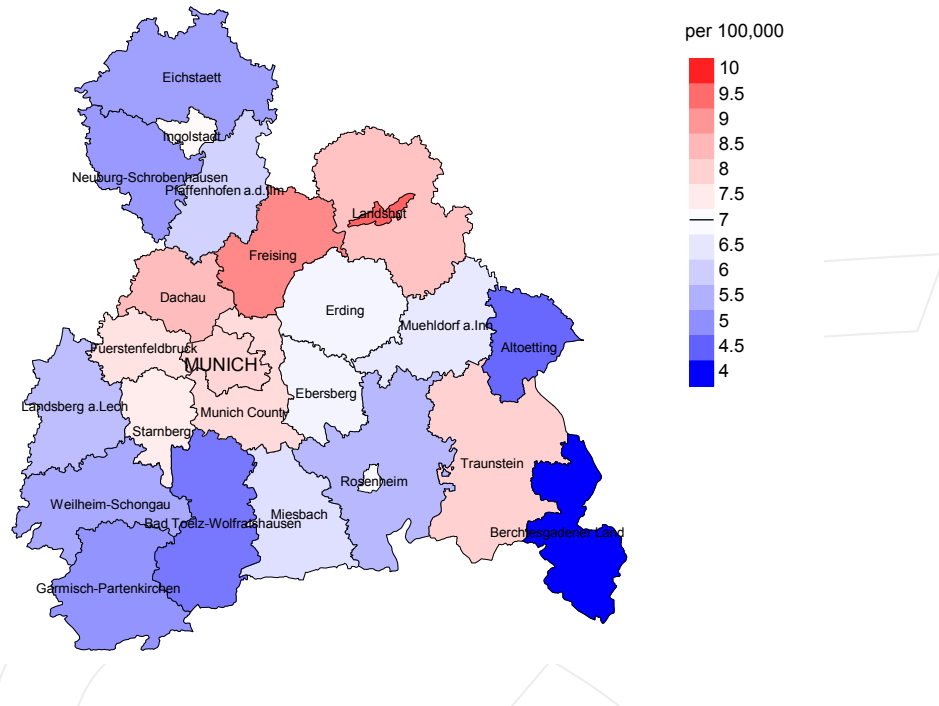 per 100,000
10
9.5
9
8.5
8
7.5
7
6.5
6
5.5
5
4.5
4
Eichstaett
Ingolstadt
Neuburg-Schrobenhausen
Pfaffenhofen a.d.Ilm
Landshut
Freising
Dachau
Erding
Muehldorf a.Inn
Altoetting
Fuerstenfeldbruck
MUNICH
Ebersberg
Landsberg a.Lech
Munich County
Starnberg
Traunstein
Rosenheim
Weilheim-Schongau
Miesbach
Bad Toelz-Wolfratshausen
Berchtesgadener Land
Garmisch-Partenkirchen